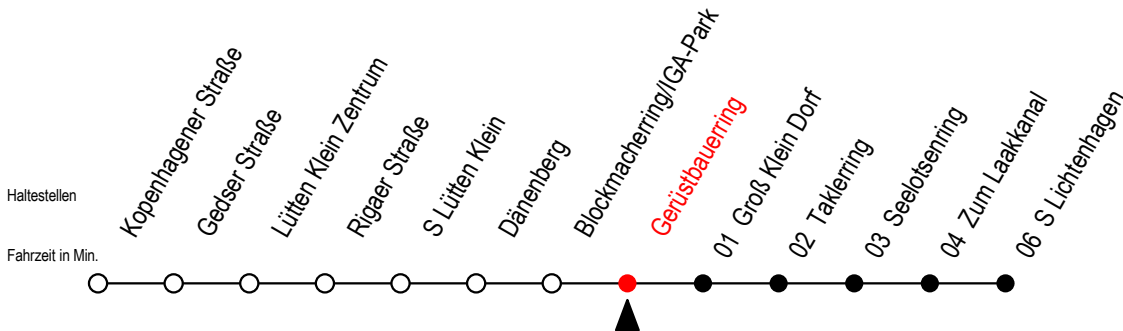 Haltestellen
Fahrzeit in Min.
Kopenhagener Straße
Gedser Straße
Lütten Klein Zentrum
Rigaer Straße
S Lütten Klein
Dänenberg
Blockmacherring/IGA-Park
Gerüstbauerring
01 Groß Klein Dorf
02 Taklerring
03 Seelotsenring
04 Zum Laakkanal
06 S Lichtenhagen